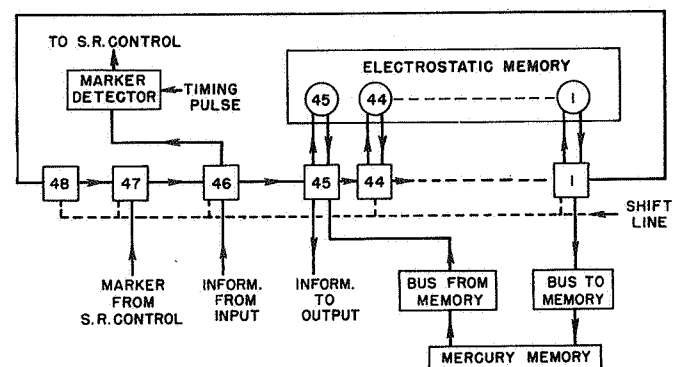 TO S.R. CONTROL
MARKER
DETECTOR
TIMING
PULSE
ELECTROSTATIC MEMORY
45
44
1
48
47
46
45
44
1
SHIFT
LINE
MARKER
FROM
S.R. CONTROL
INFORM.
FROM
INPUT
INFORM.
TO
OUTPUT
BUS FROM
MEMORY
BUS TO
MEMORY
MERCURY MEMORY